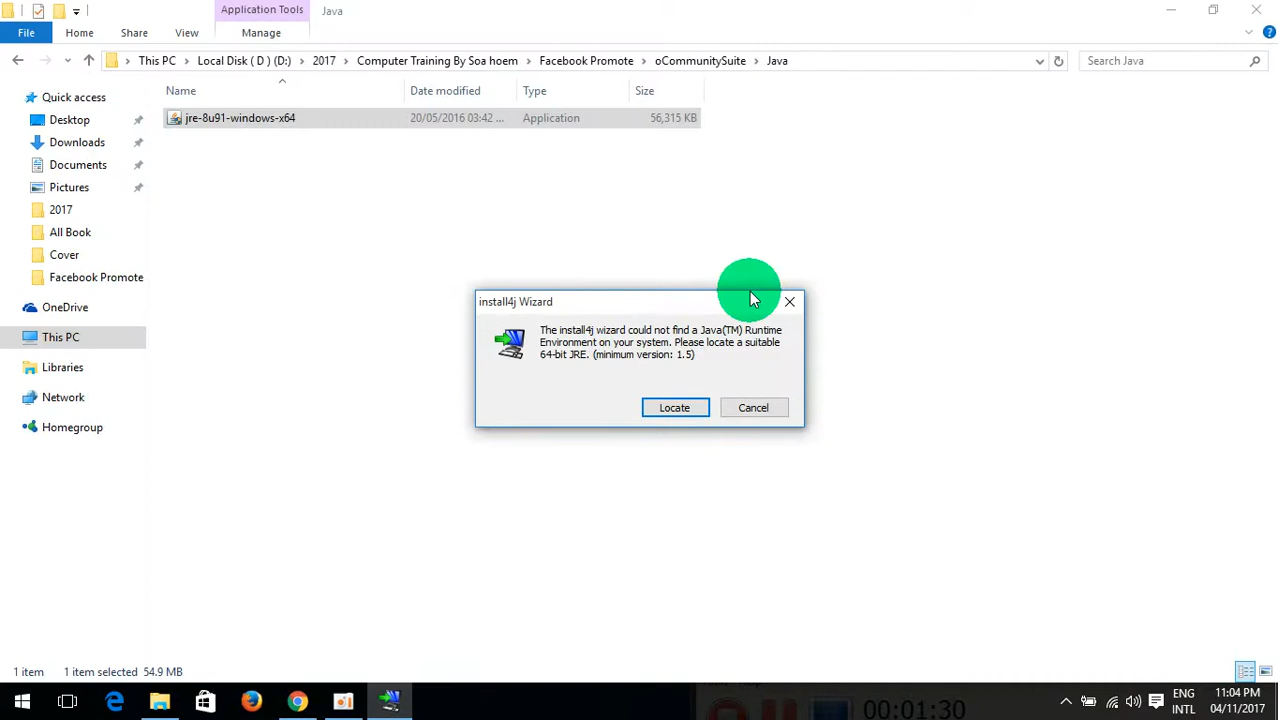 Application Tools
Java
File
Home
Share
View
Manage
This PC
Local Disk ( D ) (D:)
2017
Computer Training By Soa hoem
Facebook Promote
oCommunitySuite
Java
Search Java
Name
Date modified
Type
Size
jre-8u91-windows-x64
20/05/2016 03:42 ...
Application
56,315 KB
Quick access
Desktop
Downloads
Documents
Pictures
2017
All Book
Cover
Facebook Promote
OneDrive
This PC
Libraries
Network
Homegroup
install4j Wizard
The install4j wizard could not find a Java(TM) Runtime
Environment on your system. Please locate a suitable
64-bit JRE. (minimum version: 1.5)
Locate
Cancel
1 item
1 item selected
54.9 MB
ENG
INTL
11:04 PM
04/11/2017
00:01:30